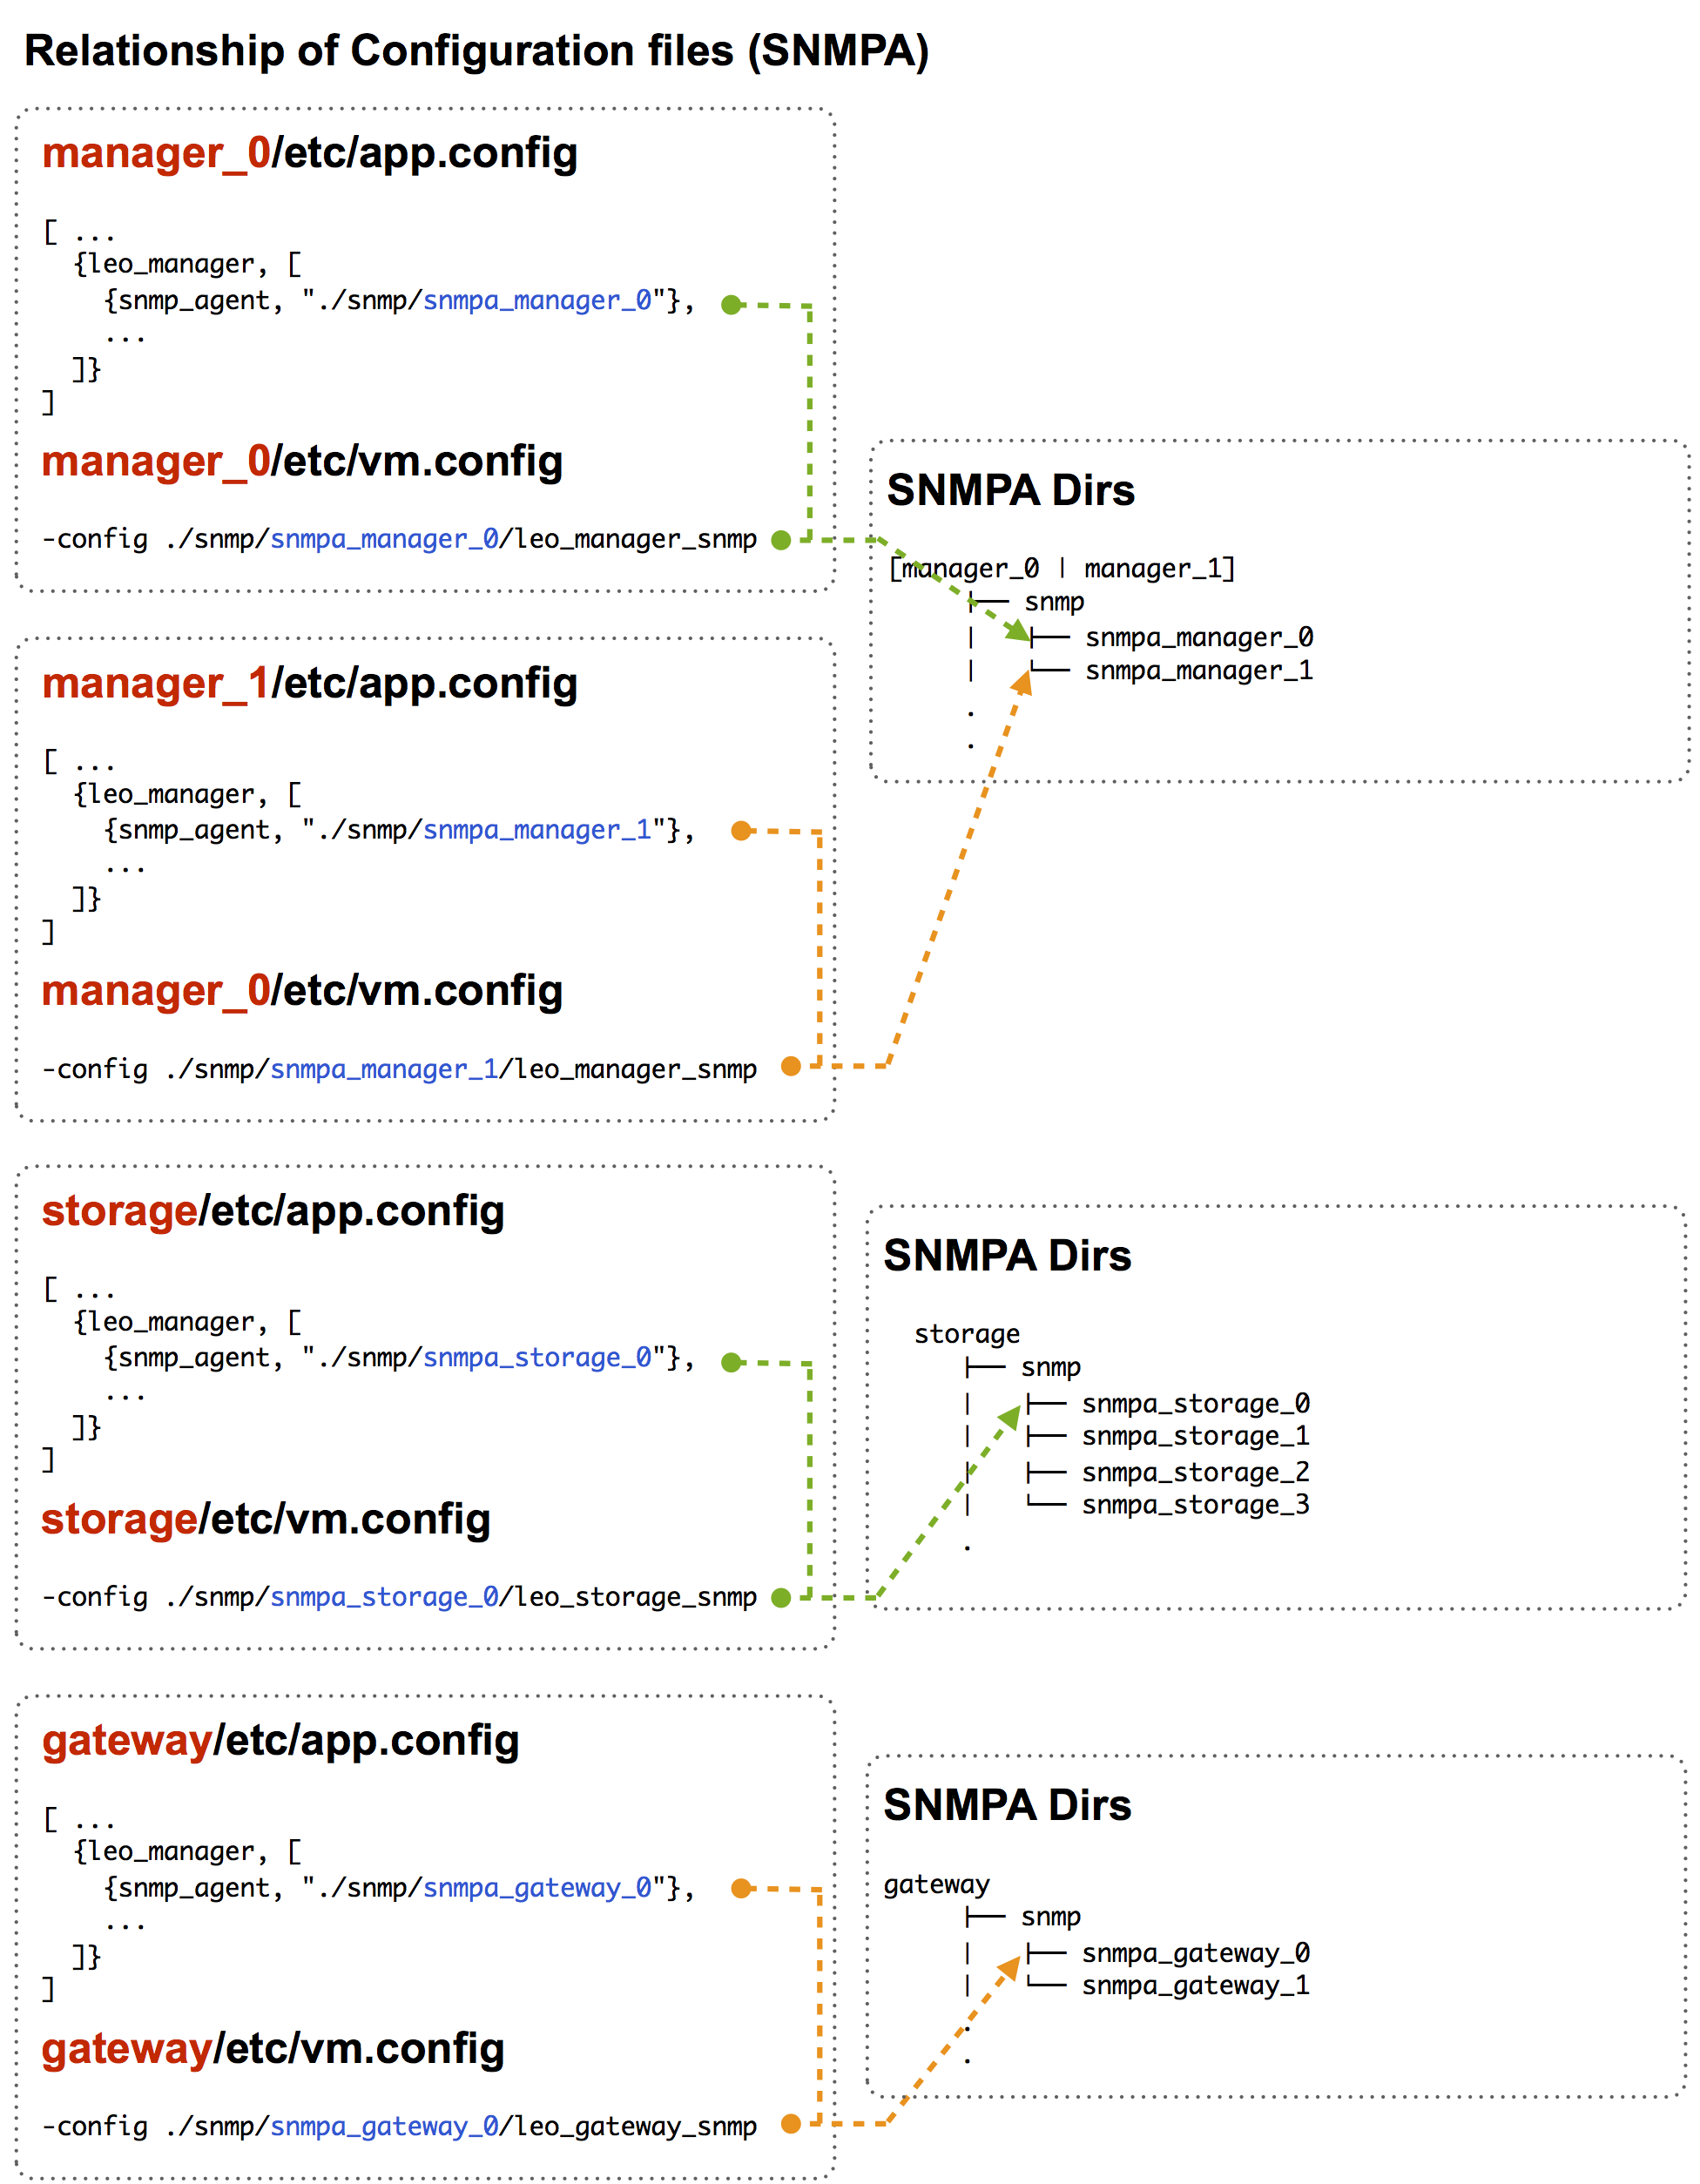 Relationship of Configuration files (SNMPA)
manager_0/etc/app.config
[ ...
  {leo_manager, [
    {snmp_agent, "./snmp/snmpa_manager_0"},
    ...
  ]}
]
manager_0/etc/vm.config
-config ./snmp/snmpa_manager_0/leo_manager_snmp
SNMPA Dirs
[manager_0 | manager_1]
     ├── snmp
     |   ├── snmpa_manager_0
     |   └── snmpa_manager_1
     .
     .
manager_1/etc/app.config
[ ...
  {leo_manager, [
    {snmp_agent, "./snmp/snmpa_manager_1"},
    ...
  ]}
]
manager_0/etc/vm.config
-config ./snmp/snmpa_manager_1/leo_manager_snmp
storage/etc/app.config
[ ...
  {leo_manager, [
    {snmp_agent, "./snmp/snmpa_storage_0"},
    ...
  ]}
]
storage/etc/vm.config
-config ./snmp/snmpa_storage_0/leo_storage_snmp
SNMPA Dirs
  storage
     ├── snmp
     |   ├── snmpa_storage_0
     |   ├── snmpa_storage_1
     |   ├── snmpa_storage_2
     |   └── snmpa_storage_3
     .
gateway/etc/app.config
[ ...
  {leo_manager, [
    {snmp_agent, "./snmp/snmpa_gateway_0"},
    ...
  ]}
]
gateway/etc/vm.config
-config ./snmp/snmpa_gateway_0/leo_gateway_snmp
SNMPA Dirs
gateway
     ├── snmp
     |   ├── snmpa_gateway_0
     |   └── snmpa_gateway_1
     .
     .